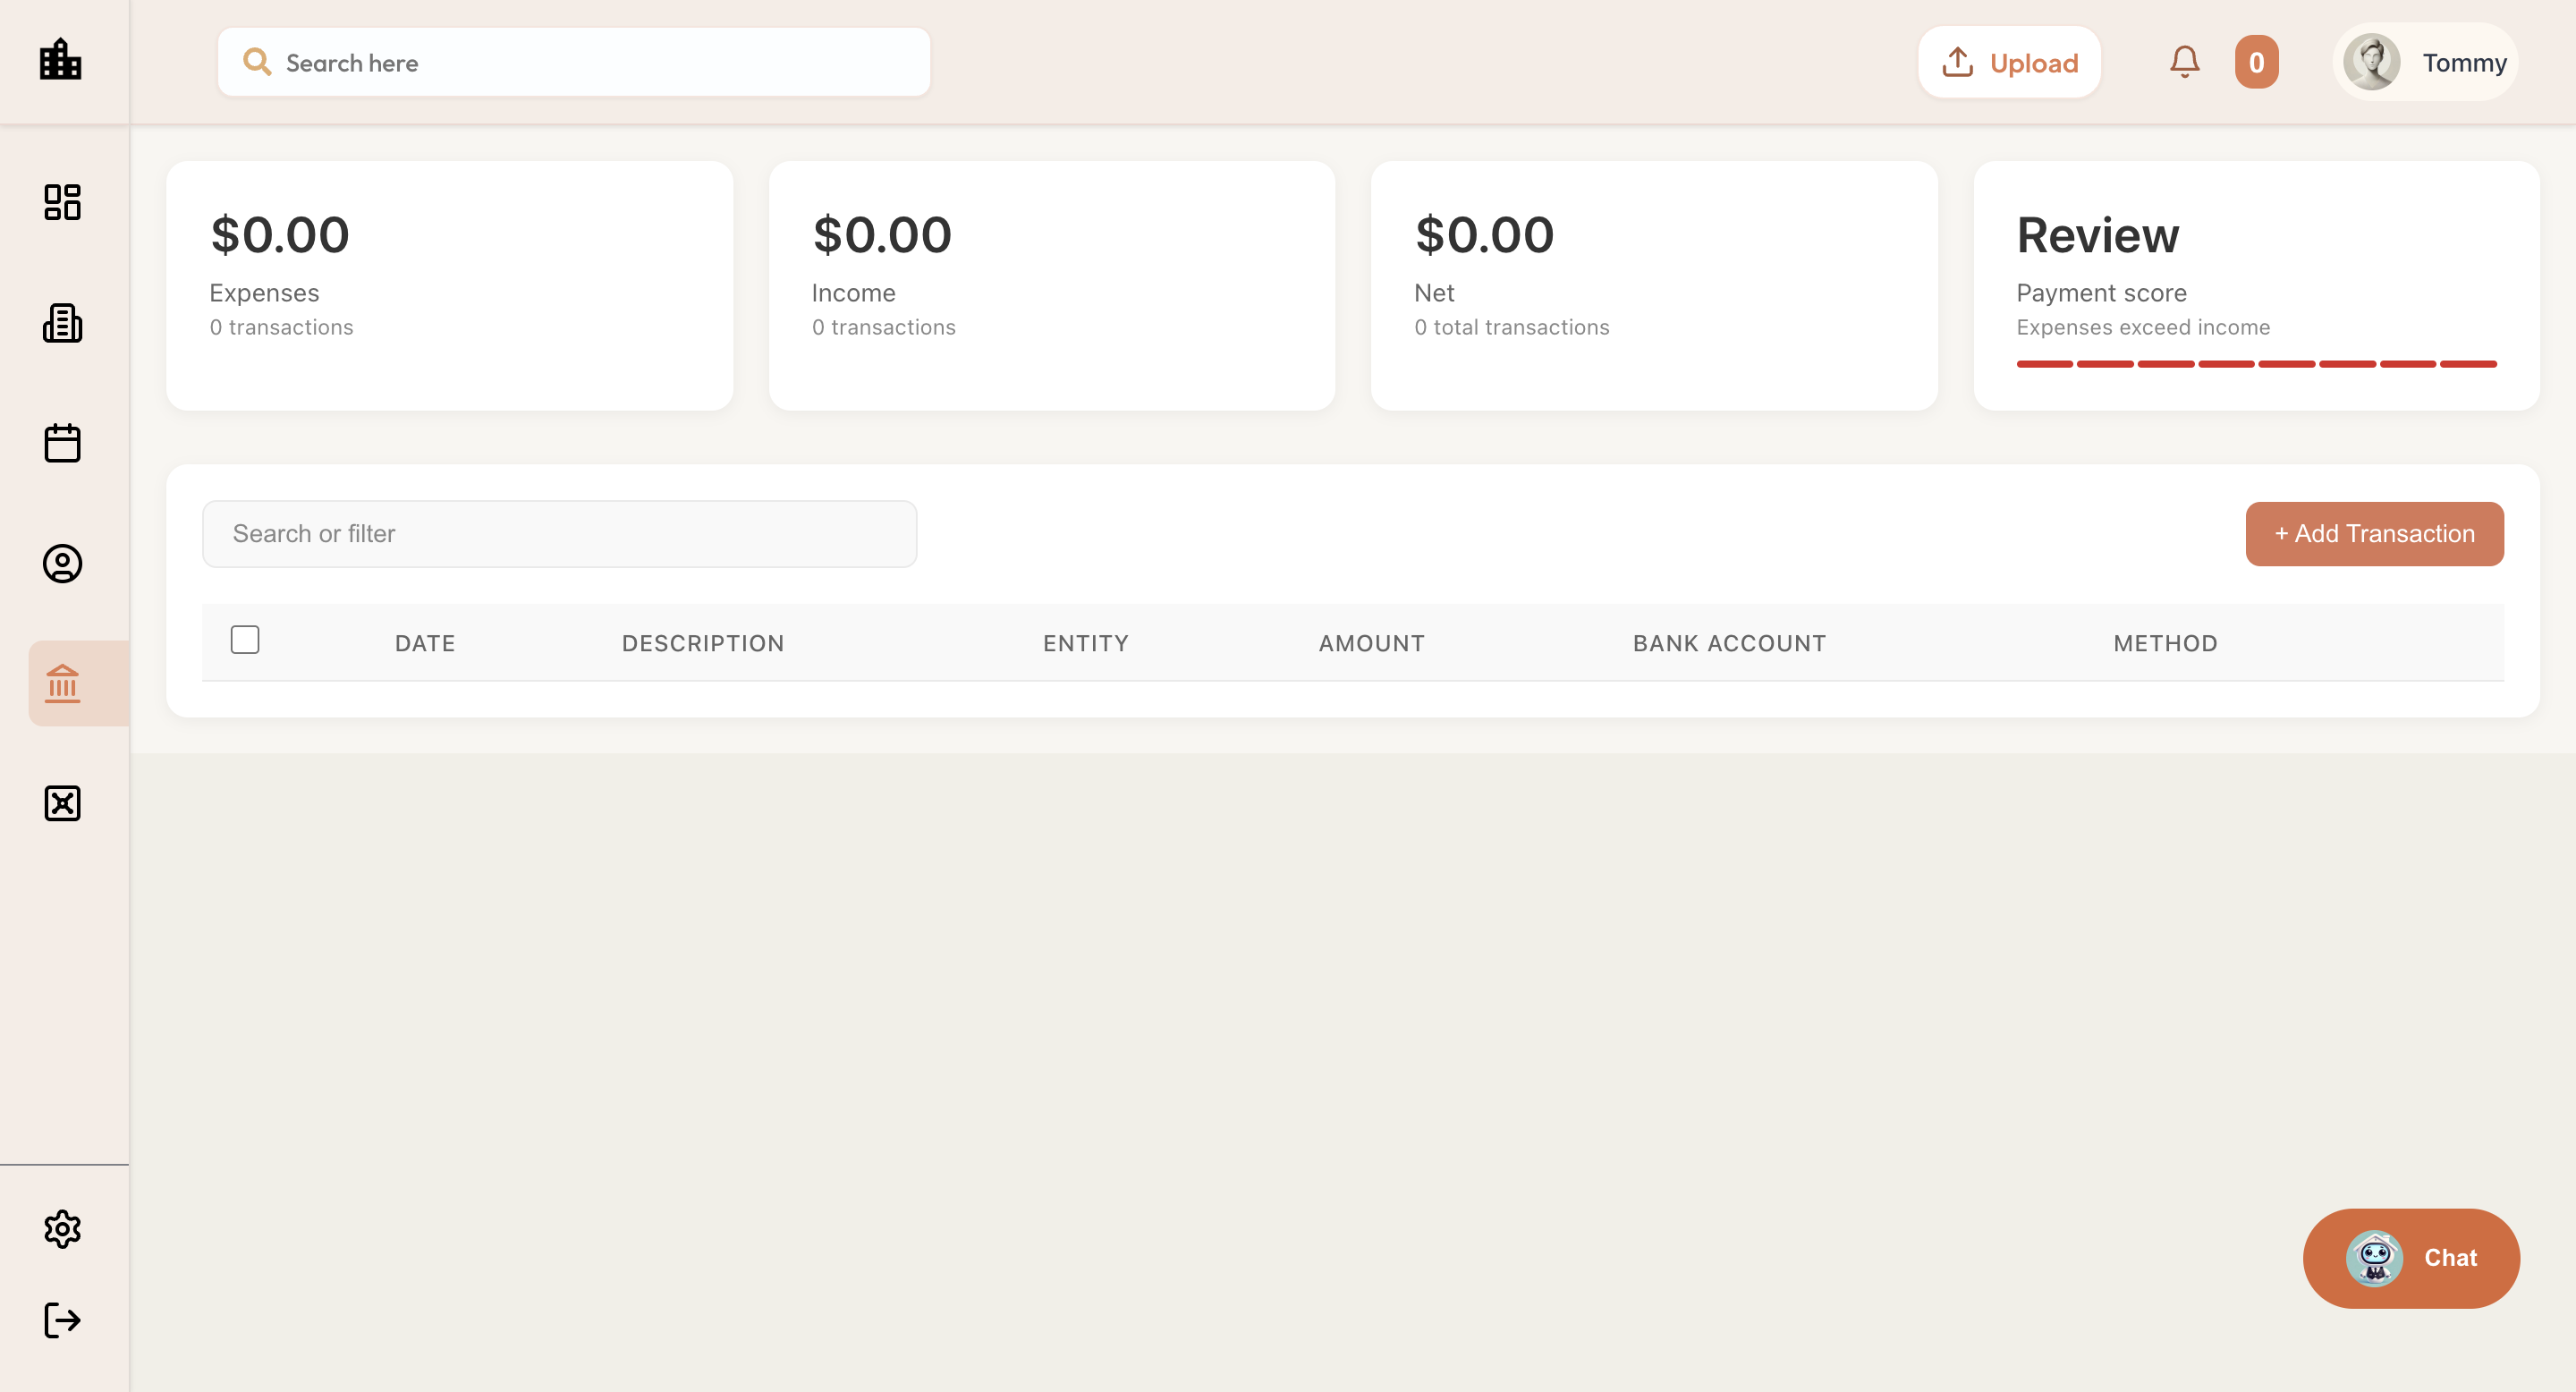 Search here
Upload
0
Tommy
$0.00
Expenses
0 transactions
$0.00
Income
0 transactions
$0.00
Net
0 total transactions
Review
Payment score
Expenses exceed income
Search or filter
+ Add Transaction
DATE DESCRIPTION ENTITY AMOUNT BANK ACCOUNT METHOD
Chat